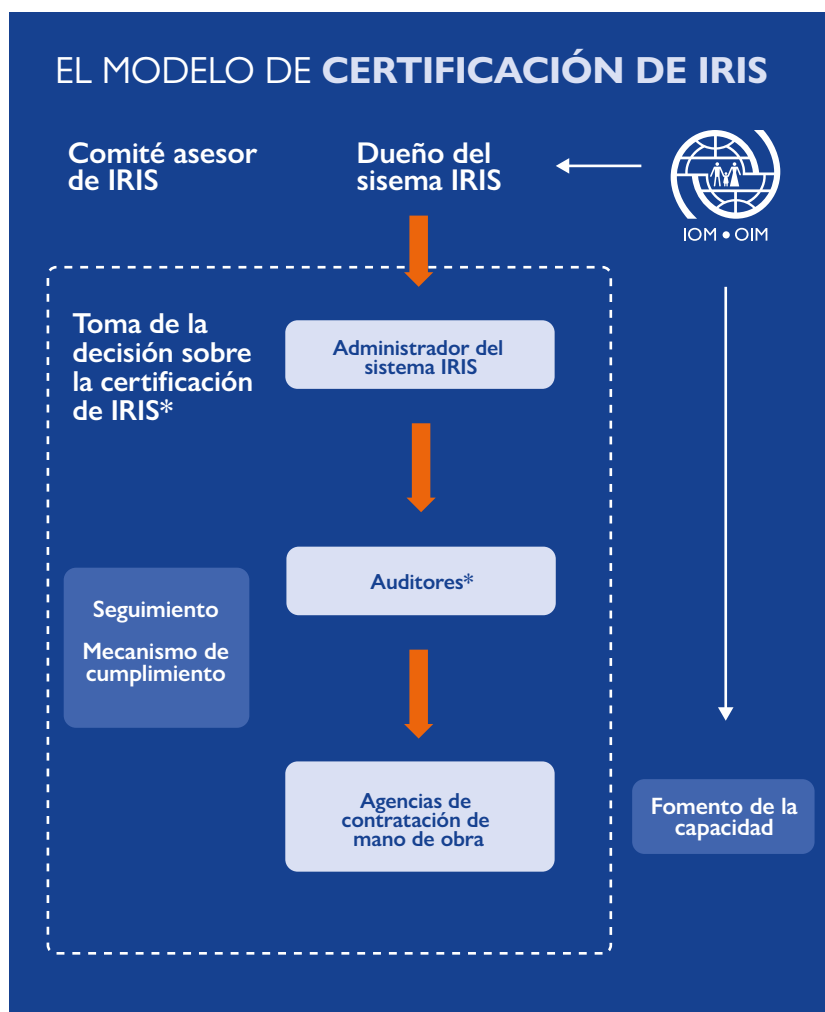 EL MODELO DE CERTIFICACIÓN DE IRIS
Comité asesor
de IRIS
Dueño del
sisema IRIS
IOM • OIM
Toma de la
decisión sobre
la certificación
de IRIS*
Administrador del
sistema IRIS
Auditores*
Seguimiento
Mecanismo de
cumplimiento
Agencias de
contratación de
mano de obra
Fomento de la
capacidad